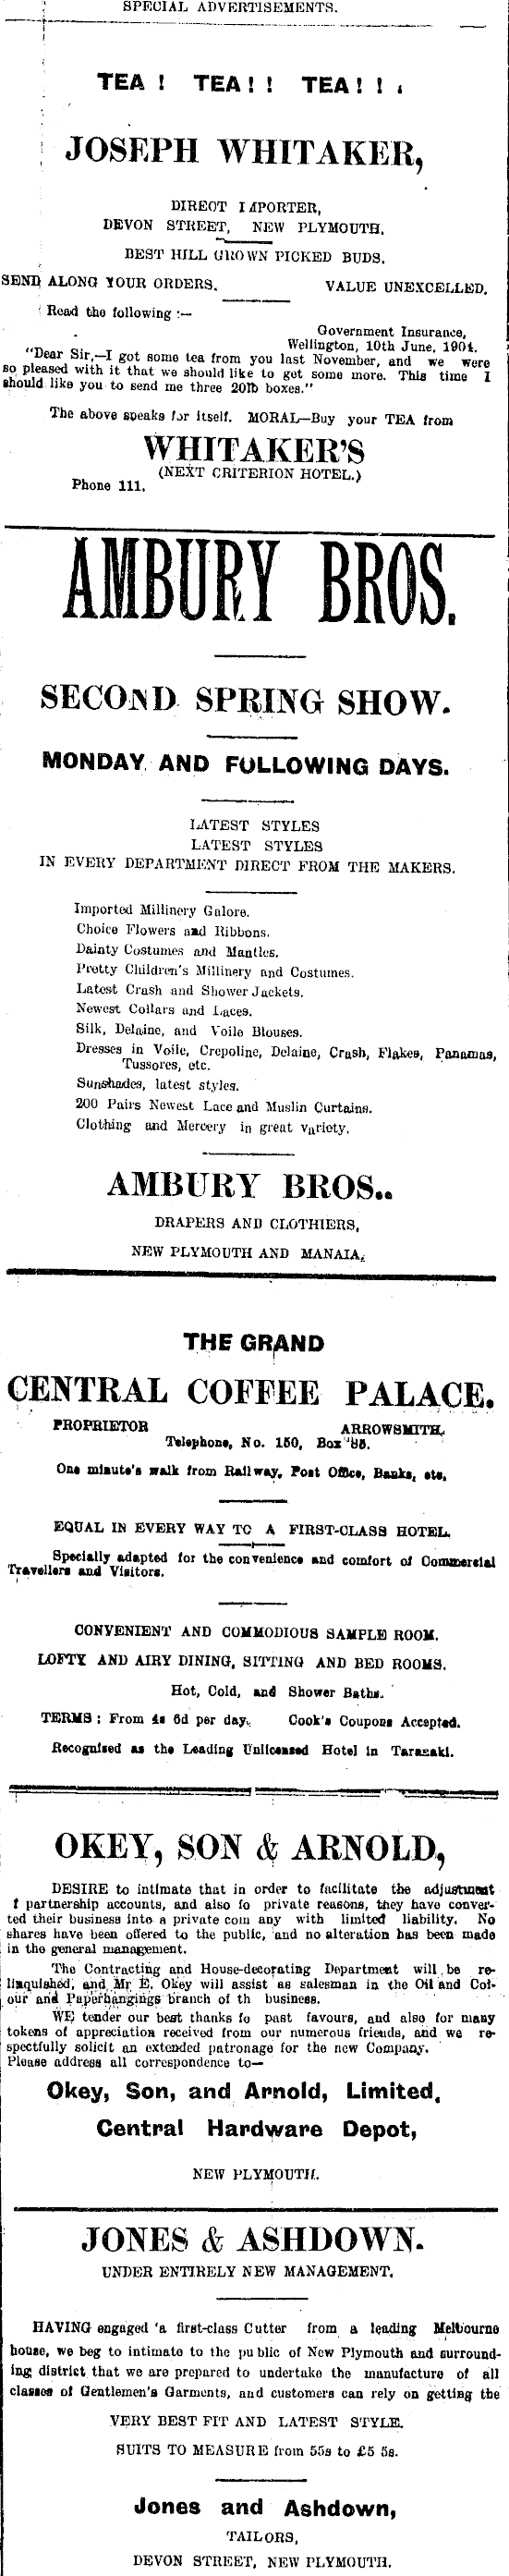 SPECIAL ADVERTISEMENTS.
TEA ! TEA ! ! TEA ! ! !
JOSEPH WHITAKER,
DIRECT IMPORTER,
DEVON STREET, NEW PLYMOUTH.
BEST HILL GROWN PICKED BUDS.
SEND ALONG YOUR ORDERS. VALUE UNEXCELLED.
Read the following :—
Government Insurance,
Wellington, 10th June, 1904.
"Dear Sir,—I got some tea from you last November, and we were
so pleased with it that we should like to get some more. This time I
should like you to send me three 20lb boxes."
The above speaks for itself. MORAL—Buy your TEA from
WHITAKER'S
(NEXT CRITERION HOTEL.)
Phone 111.
AMBURY BROS.
SECOND SPRING SHOW.
MONDAY AND FOLLOWING DAYS.
LATEST STYLES
LATEST STYLES
IN EVERY DEPARTMENT DIRECT FROM THE MAKERS.
Imported Millinery Galore.
Choice Flowers and Ribbons.
Dainty Costumes and Mantles.
Pretty Children's Millinery and Costumes.
Latest Crash and Shower Jackets.
Newest Collars and Laces.
Silk, Delaine, and Voile Blouses.
Dresses in Voile, Crepoline, Delaine, Crash, Flakes, Panamas,
Tussores, etc.
Sunshades, latest styles.
200 Pairs Newest Lace and Muslin Curtains.
Clothing and Mercery in great variety.
AMBURY BROS..
DRAPERS AND CLOTHIERS,
NEW PLYMOUTH AND MANAIA.
THE GRAND
CENTRAL COFFEE PALACE.
PROPRIETOR ARROWSMITH.
Telephone, No. 150, Box 85.
One minute's walk from Railway, Post Office, Banks, etc.
EQUAL IN EVERY WAY TO A FIRST-CLASS HOTEL.
Specially adapted for the convenience and comfort of Commercial
Travellers and Visitors.
CONVENIENT AND COMMODIOUS SAMPLE ROOM.
LOFTY AND AIRY DINING, SITTING AND BED ROOMS.
Hot, Cold, and Shower Baths.
TERMS : From 4s 6d per day. Cook's Coupons Accepted.
Recognised as the Leading Unlicensed Hotel in Taranaki.
OKEY, SON & ARNOLD,
DESIRE to intimate that in order to facilitate the adjustment
f partnership accounts, and also fo private reasons, they have conver-
ted their business into a private com any with limited liability. No
shares have been offered to the public, and no alteration has been made
in the general management.
The Contracting and House-decorating Department will be re-
linquished, and Mr E. Okey will assist as salesman in the Oil and Col-
our and Paperhangings branch of th business.
WE tender our best thanks fo past favours, and also for many
tokens of appreciation received from our numerous friends, and we re-
spectfully solicit an extended patronage for the new Company.
Please address all correspondence to—
Okey, Son, and Arnold, Limited.
Central Hardware Depot,
NEW PLYMOUTH.
JONES & ASHDOWN.
UNDER ENTIRELY NEW MANAGEMENT.
HAVING engaged a first-class Cutter from a leading Melbourne
house, we beg to intimate to the public of New Plymouth and surround-
ing district that we are prepared to undertake the manufacture of all
classes of Gentlemen's Garments, and customers can rely on getting the
VERY BEST FIT AND LATEST STYLE.
SUITS TO MEASURE from 55s to £5 5s.
Jones and Ashdown,
TAILORS,
DEVON STREET, NEW PLYMOUTH.